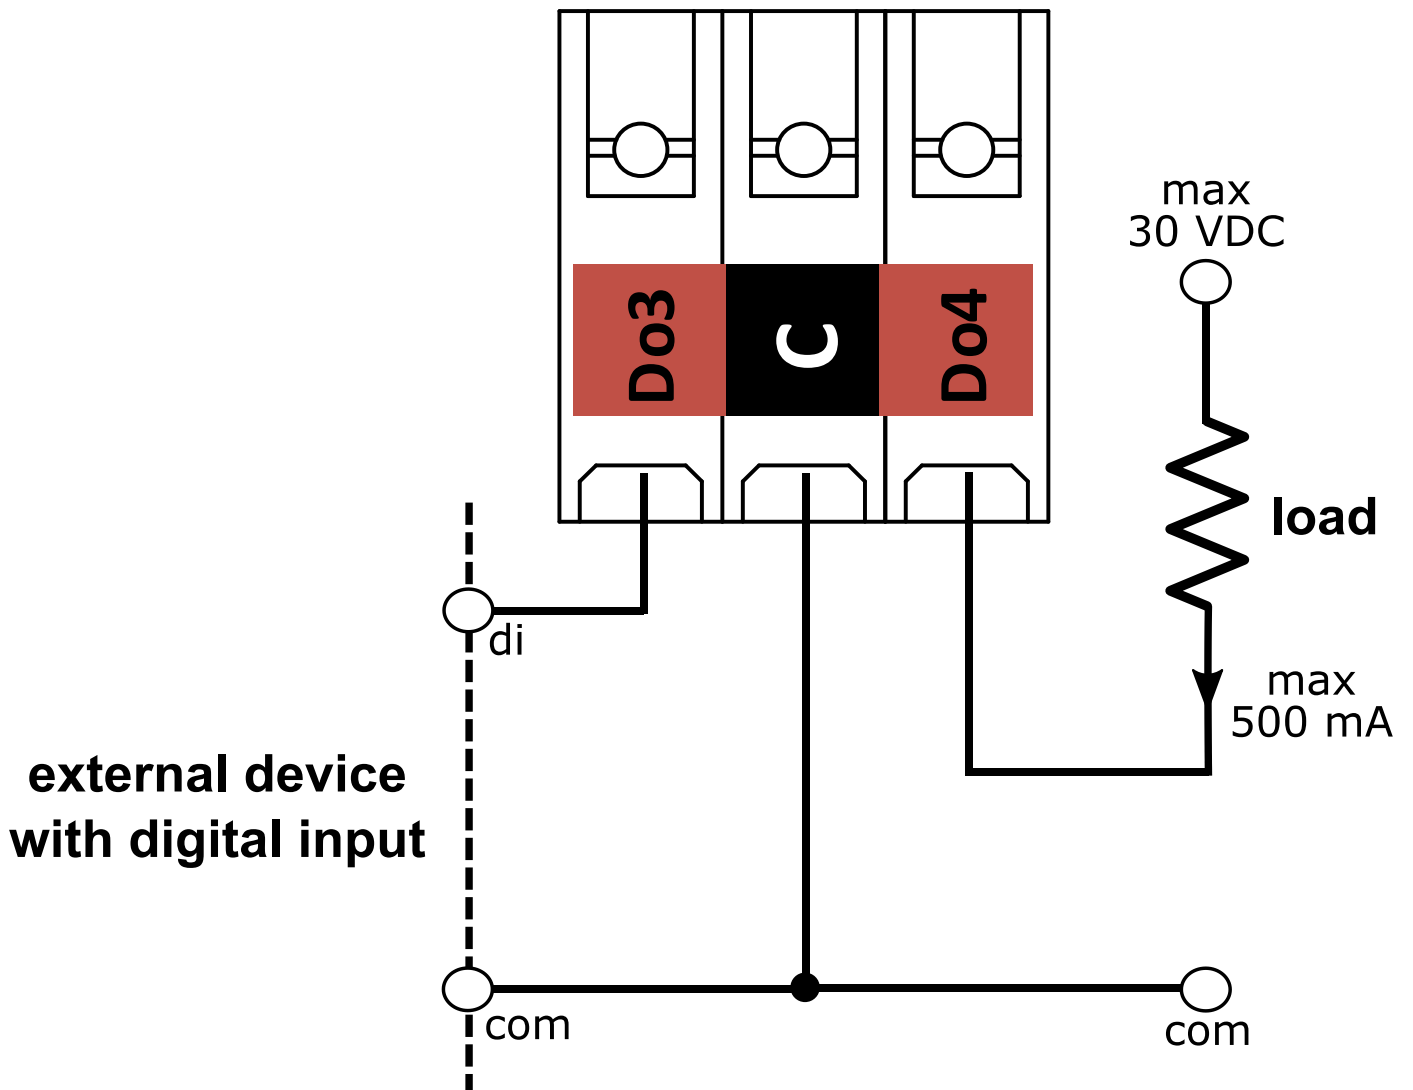 max
30 VDC
Do3
C
Do4
load
di
max
500 mA
external device
with digital input
com
com